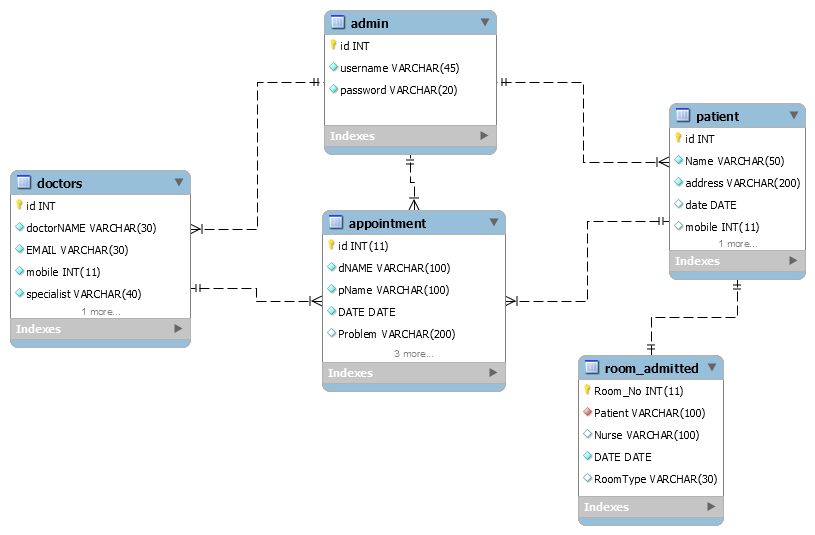 admin
id INT
username VARCHAR(45)
password VARCHAR(20)
Indexes
patient
id INT
Name VARCHAR(50)
address VARCHAR(200)
date DATE
mobile INT(11)
1 more...
Indexes
doctors
id INT
doctorNAME VARCHAR(30)
EMAIL VARCHAR(30)
mobile INT(11)
specialist VARCHAR(40)
1 more...
Indexes
appointment
id INT(11)
dNAME VARCHAR(100)
pName VARCHAR(100)
DATE DATE
Problem VARCHAR(200)
3 more...
Indexes
room_admitted
Room_No INT(11)
Patient VARCHAR(100)
Nurse VARCHAR(100)
DATE DATE
RoomType VARCHAR(30)
Indexes